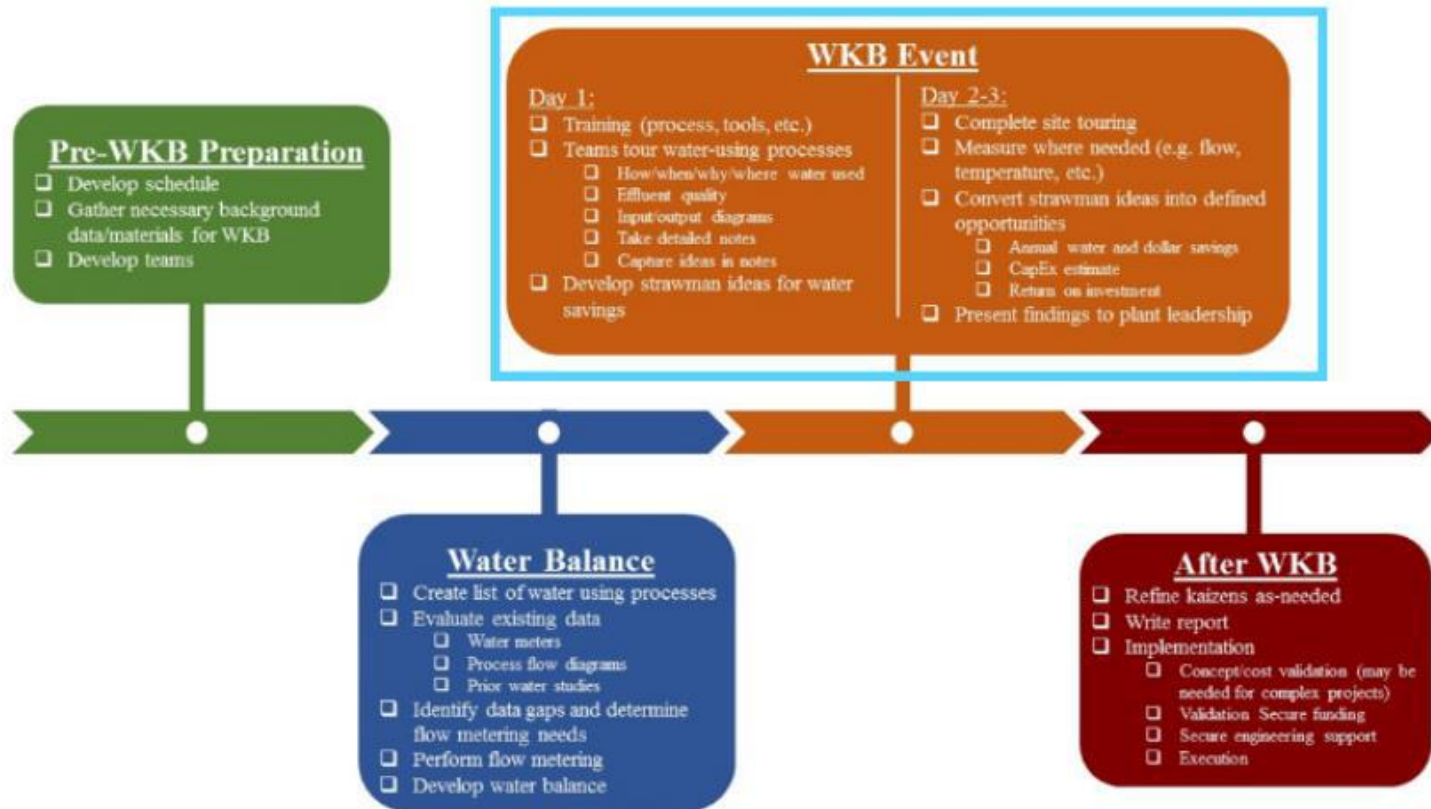 Pre-WKB Preparation
Develop schedule
Gather necessary background
data/materials for WKB
Develop teams
WKB Event
Day 1:
Training (process, tools, etc.)
Teams tour water-using processes
How/when/why/where water used
Effluent quality
Input/output diagrams
Take detailed notes
Capture ideas in notes
Develop strawman ideas for water
savings
Day 2-3:
Complete site touring
Measure where needed (e.g. flow,
temperature, etc.)
Convert strawman ideas into defined
opportunities
Annual water and dollar savings
CapEx estimate
Return on investment
Present findings to plant leadership
Water Balance
Create list of water using processes
Evaluate existing data
Water meters
Process flow diagrams
Prior water studies
Identify data gaps and determine
flow metering needs
Perform flow metering
Develop water balance
After WKB
Refine kaizens as-needed
Write report
Implementation
Concept/cost validation (may be
needed for complex projects)
Validation Secure funding
Secure engineering support
Execution